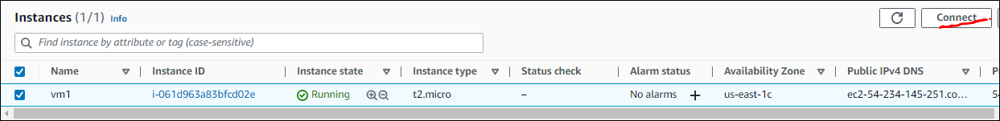 Instances (1/1) Info Connect
Find instance by attribute or tag (case-sensitive)
Name Instance ID Instance state Instance type Status check Alarm status Availability Zone Public IPv4 DNS
vm1 i-061d963a83bfcd02e Running t2.micro – No alarms + us-east-1c ec2-54-234-145-251.co...